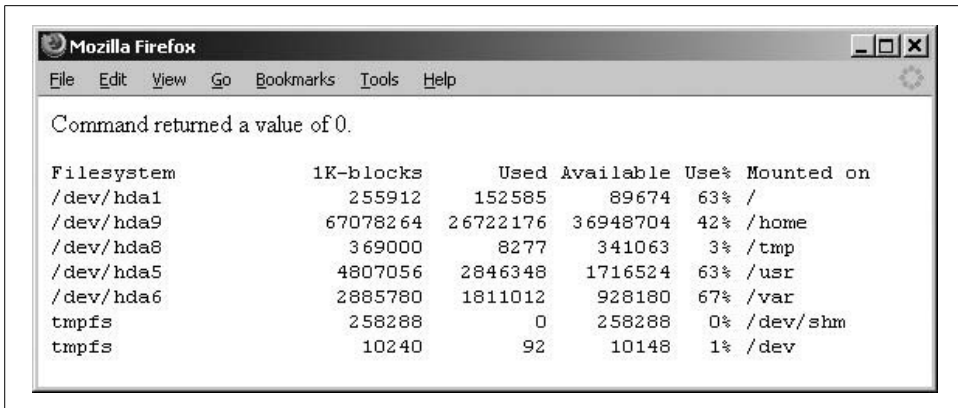 Mozilla Firefox
File Edit View Go Bookmarks Tools Help
Command returned a value of 0.
Filesystem 1K-blocks Used Available Use% Mounted on
/dev/hda1 255912 152585 89674 63% /
/dev/hda9 67078264 26722176 36948704 42% /home
/dev/hda8 369000 8277 341063 3% /tmp
/dev/hda5 4807056 2846348 1716524 63% /usr
/dev/hda6 2885780 1811012 928180 67% /var
tmpfs 258288 0 258288 0% /dev/shm
tmpfs 10240 92 10148 1% /dev